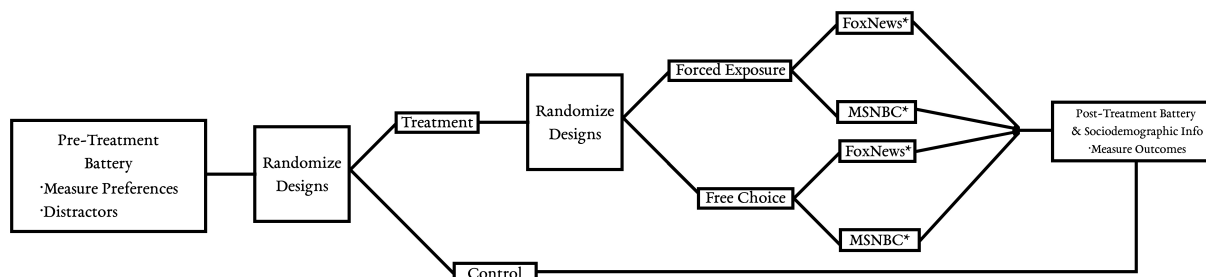 Pre-Treatment
Battery
·Measure Preferences
·Distractors
Randomize
Designs
Treatment
Control
Randomize
Designs
Forced Exposure
Free Choice
FoxNews*
MSNBC*
FoxNews*
MSNBC*
Post-Treatment Battery
& Sociodemographic Info
·Measure Outcomes